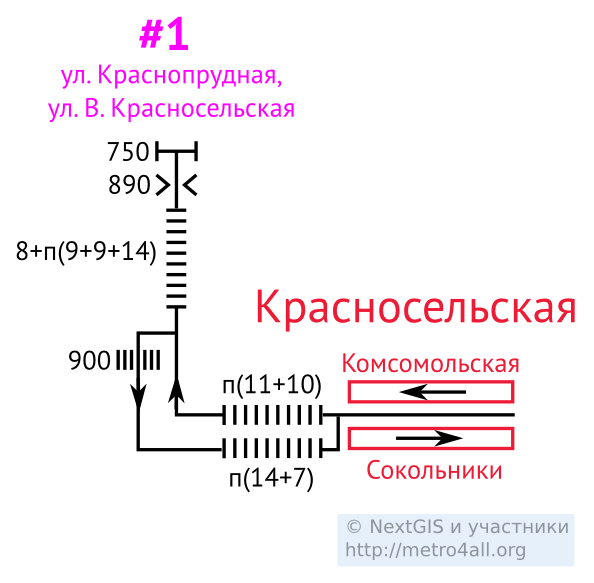 #1
ул. Краснопрудная,
ул. В. Красносельская
750
890
8+п(9+9+14)
Красносельская
900
Комсомольская
п(11+10)
п(14+7)
Сокольники
© NextGIS и участники
http://metro4all.org